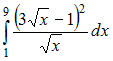 ∫₁⁹ (3√x − 1)² / √x dx